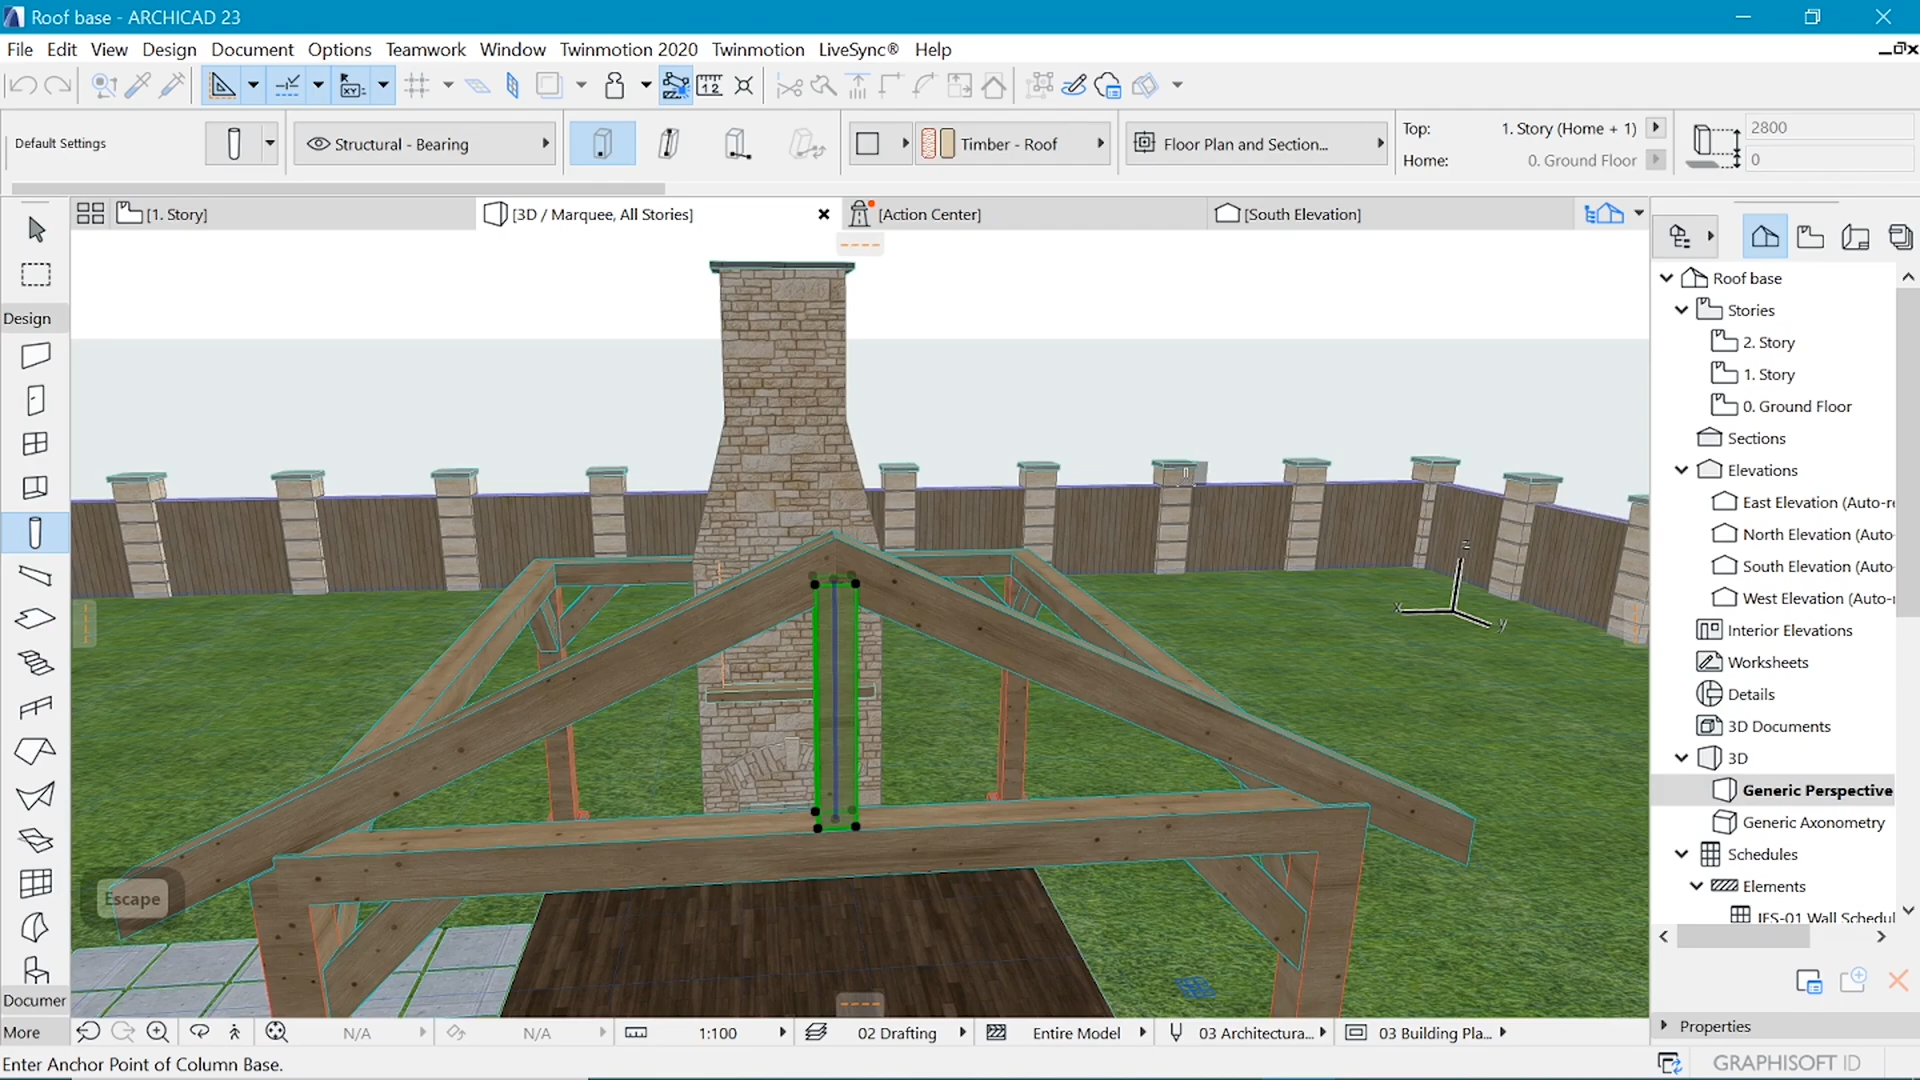 Roof base - ARCHICAD 23
File Edit View Design Document Options Teamwork Window Twinmotion 2020 Twinmotion LiveSync® Help
Default Settings
Structural - Bearing
Timber - Roof
Floor Plan and Section...
Top: 1. Story (Home + 1)
Home: 0. Ground Floor
2800
0
[1. Story]
[3D / Marquee, All Stories]
[Action Center]
[South Elevation]
Design
Roof base
Stories
2. Story
1. Story
0. Ground Floor
Sections
Elevations
East Elevation (Auto-r
North Elevation (Auto
South Elevation (Auto-
West Elevation (Auto-
Interior Elevations
Worksheets
Details
3D Documents
3D
Generic Perspective
Generic Axonometry
Schedules
Elements
IES-01 Wall Schedul
x
y
z
Escape
Documer
More
N/A
N/A
1:100
02 Drafting
Entire Model
03 Architectura...
03 Building Pla...
Properties
Enter Anchor Point of Column Base.
GRAPHISOFT ID